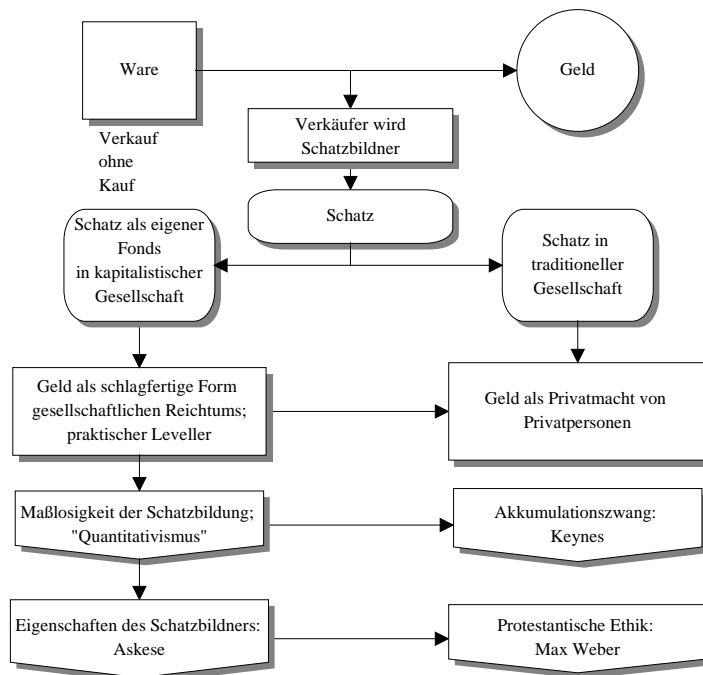 Ware
Geld
Verkauf
ohne
Kauf
Verkäufer wird
Schatzbildner
Schatz
Schatz als eigener
Fonds
in kapitalistischer
Gesellschaft
Schatz in
traditioneller
Gesellschaft
Geld als schlagfertige Form
gesellschaftlichen Reichtums;
praktischer Leveller
Geld als Privatmacht von
Privatpersonen
Maßlosigkeit der Schatzbildung;
"Quantitativismus"
Akkumulationszwang:
Keynes
Eigenschaften des Schatzbildners:
Askese
Protestantische Ethik:
Max Weber